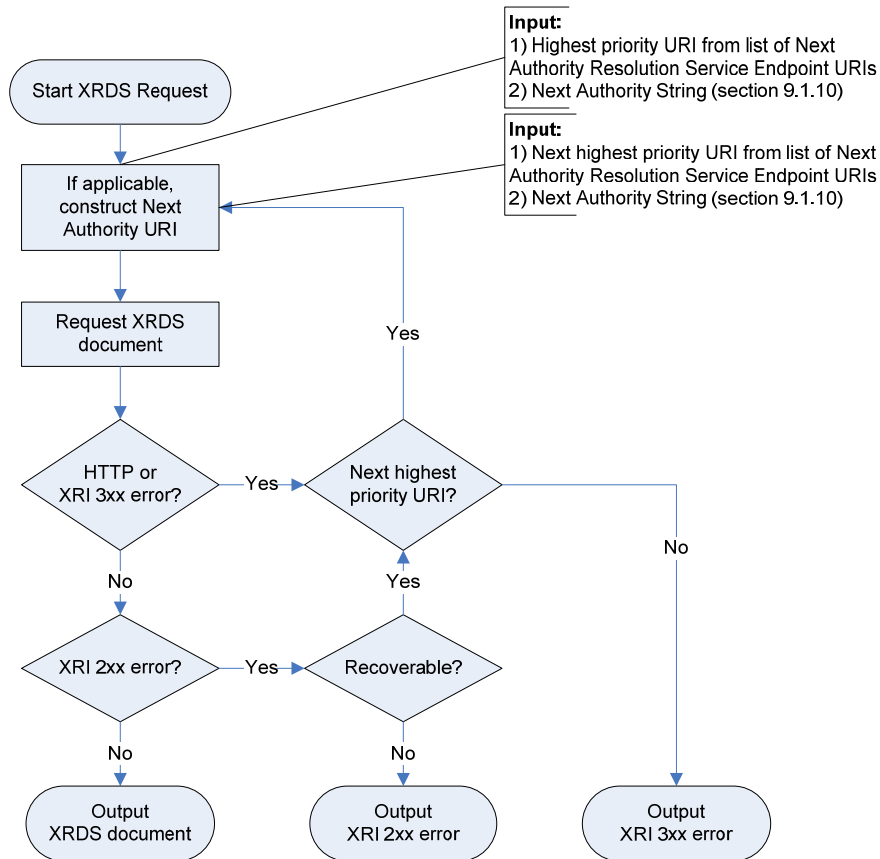 Input:
1) Highest priority URI from list of Next
Authority Resolution Service Endpoint URIs
2) Next Authority String (section 9.1.10)
Start XRDS Request
Input:
1) Next highest priority URI from list of Next
Authority Resolution Service Endpoint URIs
2) Next Authority String (section 9.1.10)
If applicable,
construct Next
Authority URI
Request XRDS
document
Yes
HTTP or
XRI 3xx error?
Yes
Next highest
priority URI?
No
No
Yes
XRI 2xx error?
Yes
Recoverable?
No
No
Output
XRDS document
Output
XRI 2xx error
Output
XRI 3xx error